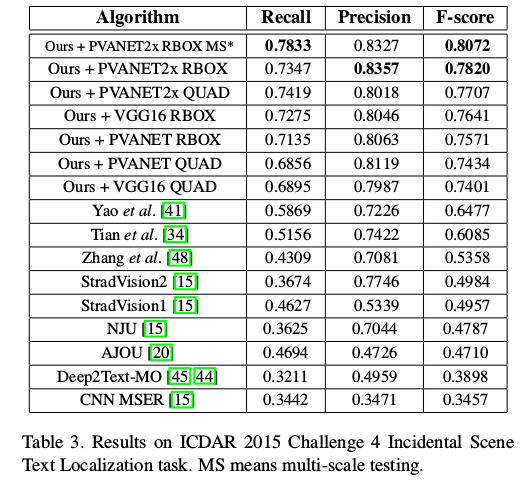 Algorithm Recall Precision F-score
Ours + PVANET2x RBOX MS* 0.7833 0.8327 0.8072
Ours + PVANET2x RBOX 0.7347 0.8357 0.7820
Ours + PVANET2x QUAD 0.7419 0.8018 0.7707
Ours + VGG16 RBOX 0.7275 0.8046 0.7641
Ours + PVANET RBOX 0.7135 0.8063 0.7571
Ours + PVANET QUAD 0.6856 0.8119 0.7434
Ours + VGG16 QUAD 0.6895 0.7987 0.7401
Yao et al. [41] 0.5869 0.7226 0.6477
Tian et al. [34] 0.5156 0.7422 0.6085
Zhang et al. [48] 0.4309 0.7081 0.5358
StradVision2 [15] 0.3674 0.7746 0.4984
StradVision1 [15] 0.4627 0.5339 0.4957
NJU [15] 0.3625 0.7044 0.4787
AJOU [20] 0.4694 0.4726 0.4710
Deep2Text-MO [45 44] 0.3211 0.4959 0.3898
CNN MSER [15] 0.3442 0.3471 0.3457
Table 3. Results on ICDAR 2015 Challenge 4 Incidental Scene
Text Localization task. MS means multi-scale testing.